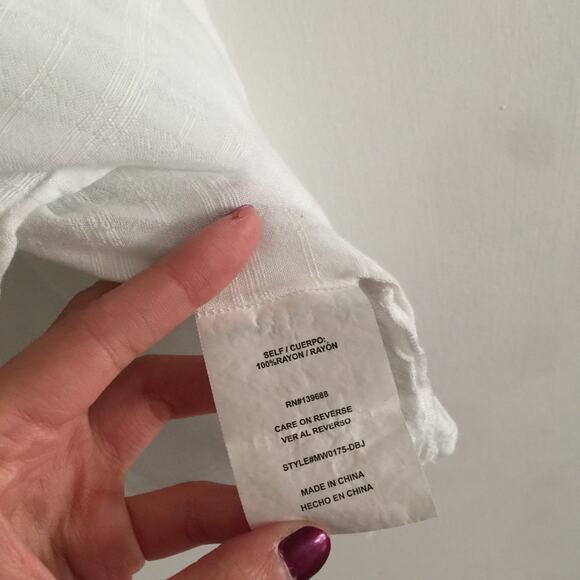 SELF / CUERPO:
100%RAYON / RAYÓN
RN#139688
CARE ON REVERSE
VER AL REVERSO
STYLE#MW0175-DBJ
MADE IN CHINA
HECHO EN CHINA